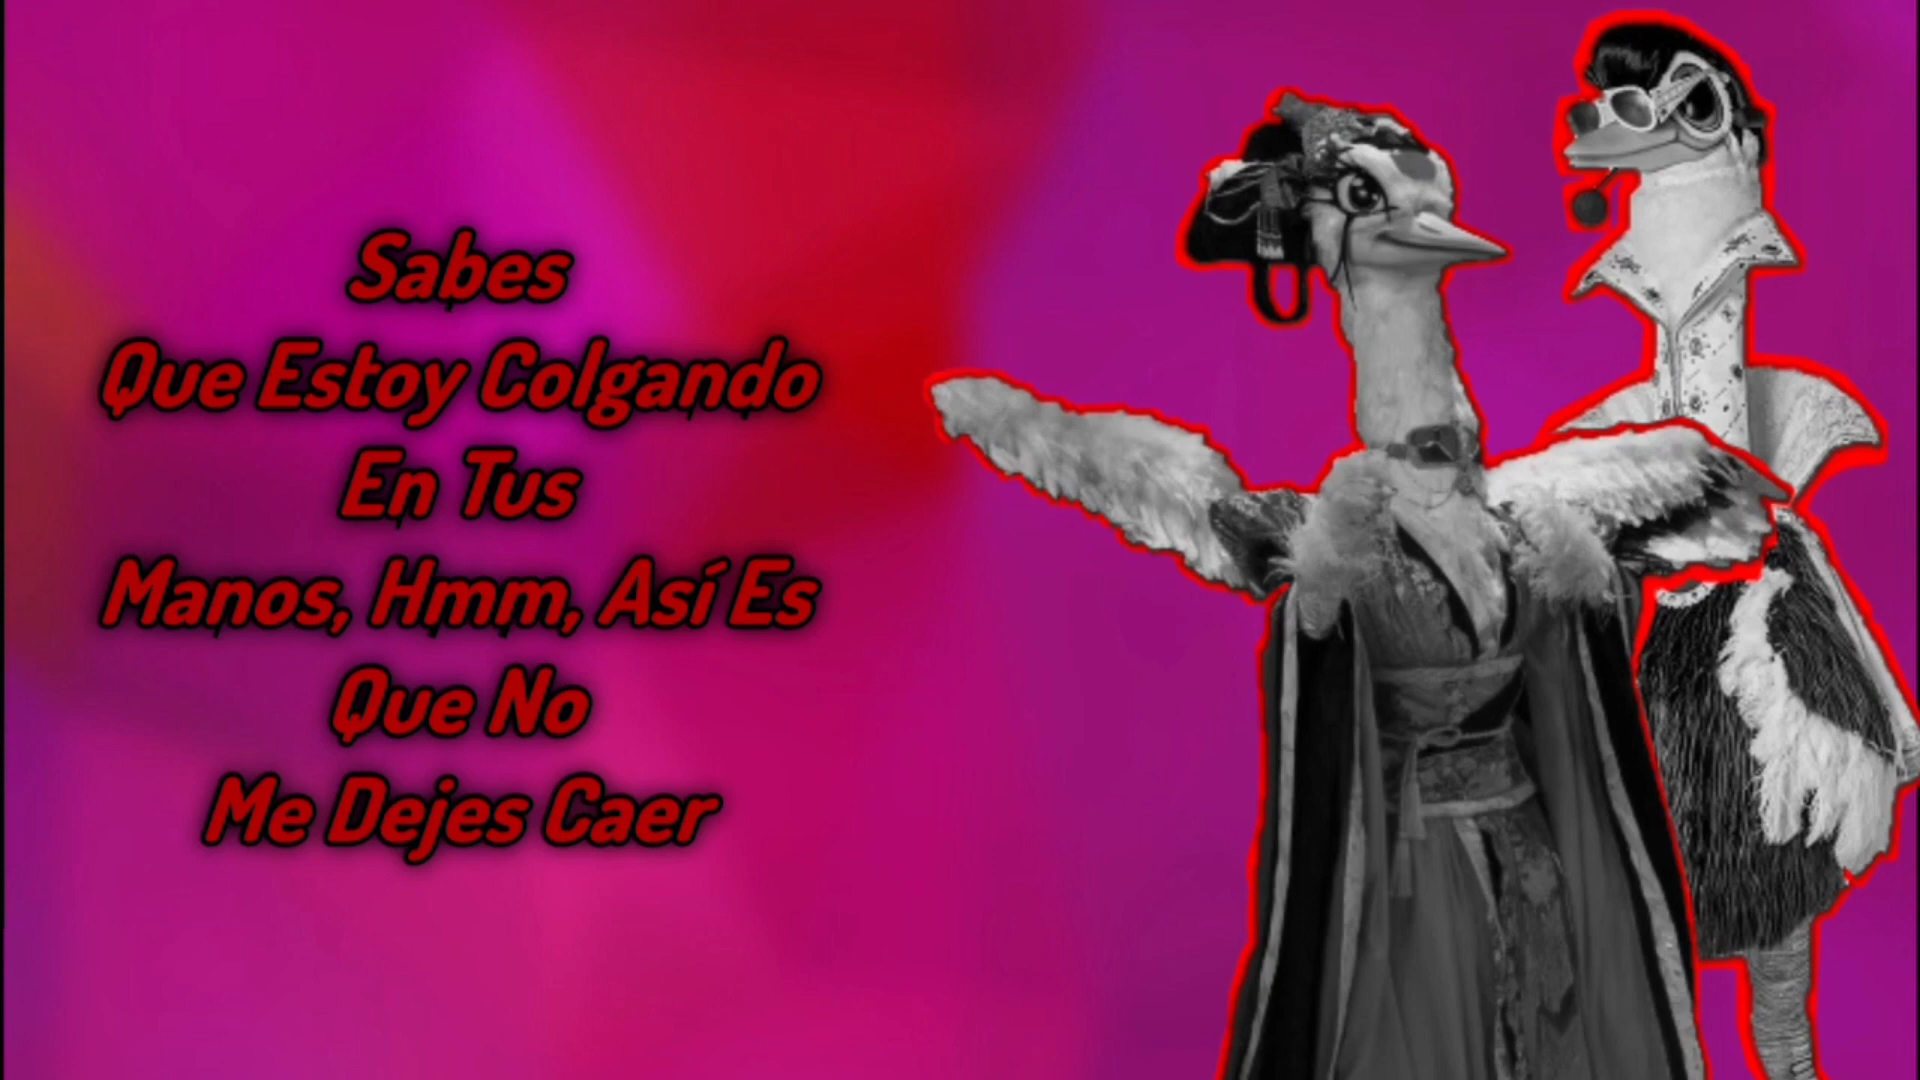 Sabes
Que Estoy Colgando
En Tus
Manos, Hmm, Así Es
Que No
Me Dejes Caer